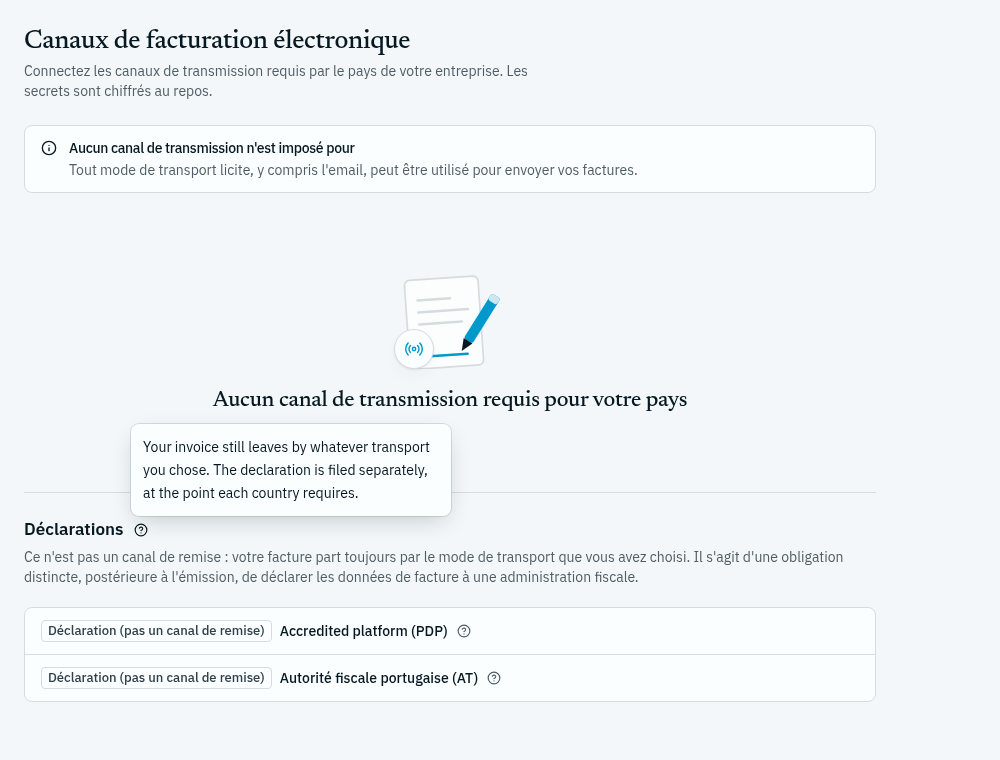 Canaux de facturation électronique
Connectez les canaux de transmission requis par le pays de votre entreprise. Les
secrets sont chiffrés au repos.
Aucun canal de transmission n'est imposé pour
Tout mode de transport licite, y compris l'email, peut être utilisé pour envoyer vos factures.
Aucun canal de transmission requis pour votre pays
Your invoice still leaves by whatever transport
you chose. The declaration is filed separately,
at the point each country requires.
Déclarations
Ce n'est pas un canal de remise : votre facture part toujours par le mode de transport que vous avez choisi. Il s'agit d'une obligation
distincte, postérieure à l'émission, de déclarer les données de facture à une administration fiscale.
Déclaration (pas un canal de remise) Accredited platform (PDP)
Déclaration (pas un canal de remise) Autorité fiscale portugaise (AT)